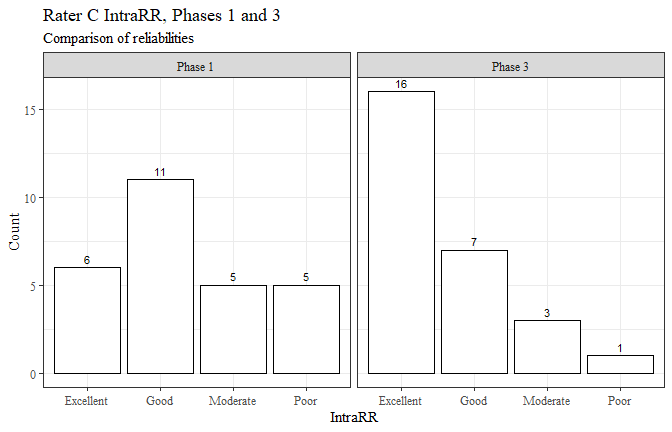 Rater C IntraRR, Phases 1 and 3
Comparison of reliabilities
Phase 1
Phase 3
Count
15
10
5
0
6
11
5
5
16
7
3
1
Excellent
Good
Moderate
Poor
Excellent
Good
Moderate
Poor
IntraRR